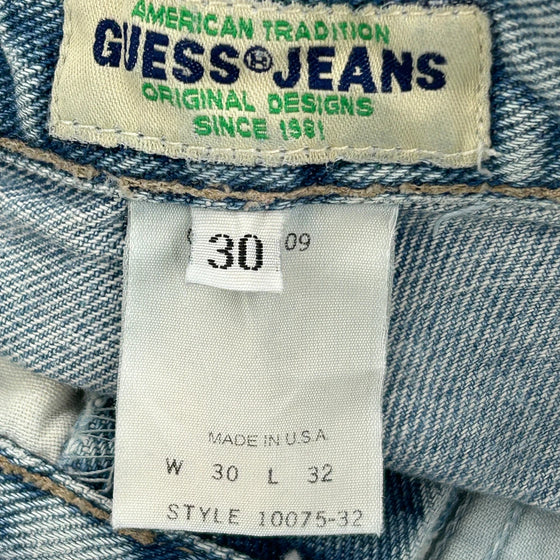 AMERICAN TRADITION
GUESS® JEANS
ORIGINAL DESIGNS
SINCE 1981
30 09
MADE IN U.S.A.
W 30 L 32
STYLE 10075-32